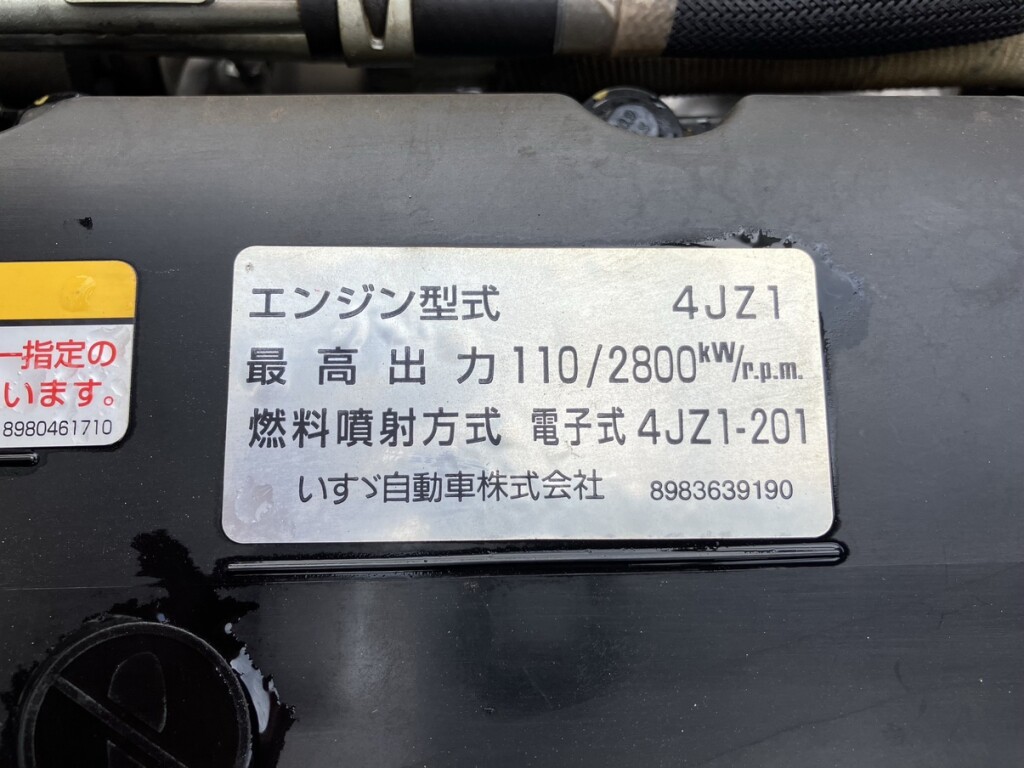 エンジン型式 4JZ1
最高出力 110/2800kW/r.p.m.
燃料噴射方式 電子式 4JZ1-201
いすゞ自動車株式会社 8983639190
指定の
います。
8980461710